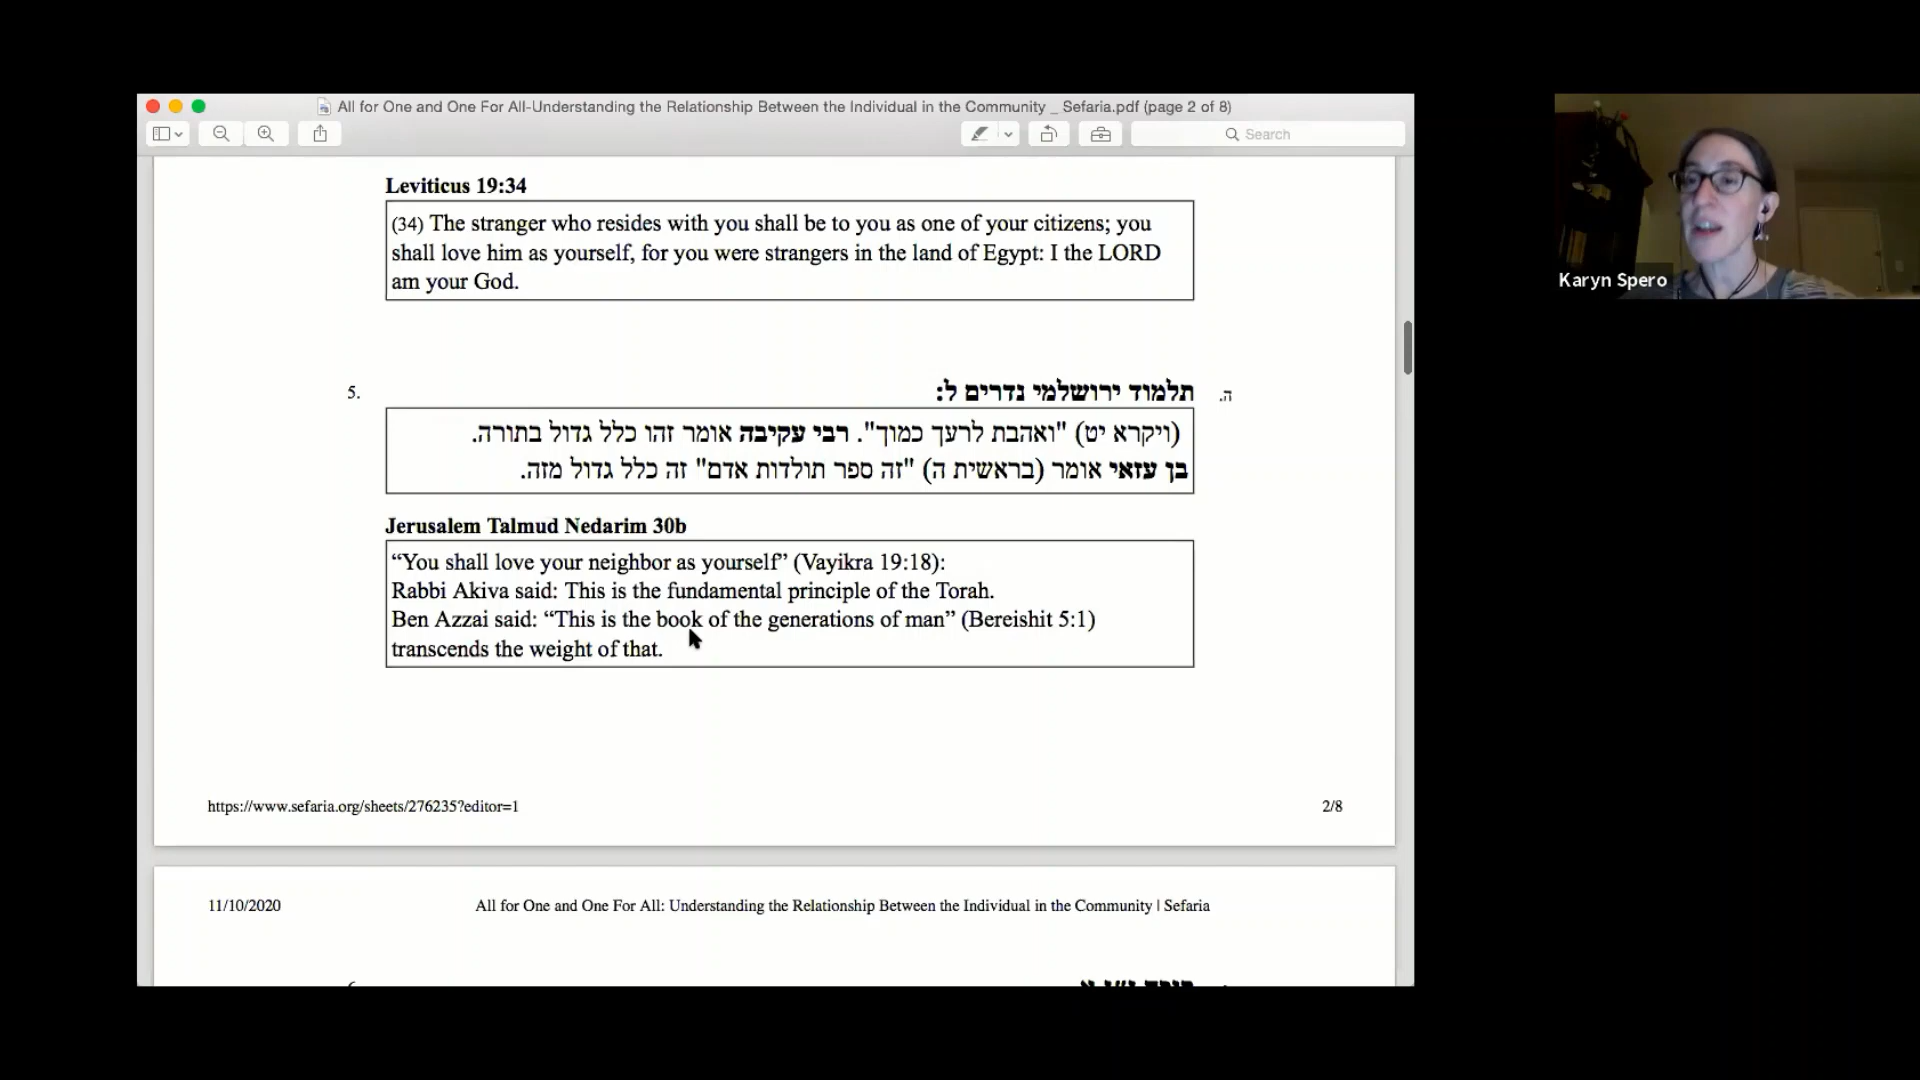 All for One and One For All-Understanding the Relationship Between the Individual in the Community _ Sefaria.pdf (page 2 of 8)
Search
Leviticus 19:34
(34) The stranger who resides with you shall be to you as one of your citizens; you
shall love him as yourself, for you were strangers in the land of Egypt: I the LORD
am your God.
5.
תלמוד ירושלמי נדרים ל:
ה.
(ויקרא יט) "ואהבת לרעך כמוך". רבי עקיבה אומר זהו כלל גדול בתורה.
בן עזאי אומר (בראשית ה) "זה ספר תולדות אדם" זה כלל גדול מזה.
Jerusalem Talmud Nedarim 30b
“You shall love your neighbor as yourself” (Vayikra 19:18):
Rabbi Akiva said: This is the fundamental principle of the Torah.
Ben Azzai said: “This is the book of the generations of man” (Bereishit 5:1)
transcends the weight of that.
https://www.sefaria.org/sheets/276235?editor=1
2/8
11/10/2020
All for One and One For All: Understanding the Relationship Between the Individual in the Community | Sefaria
Karyn Spero